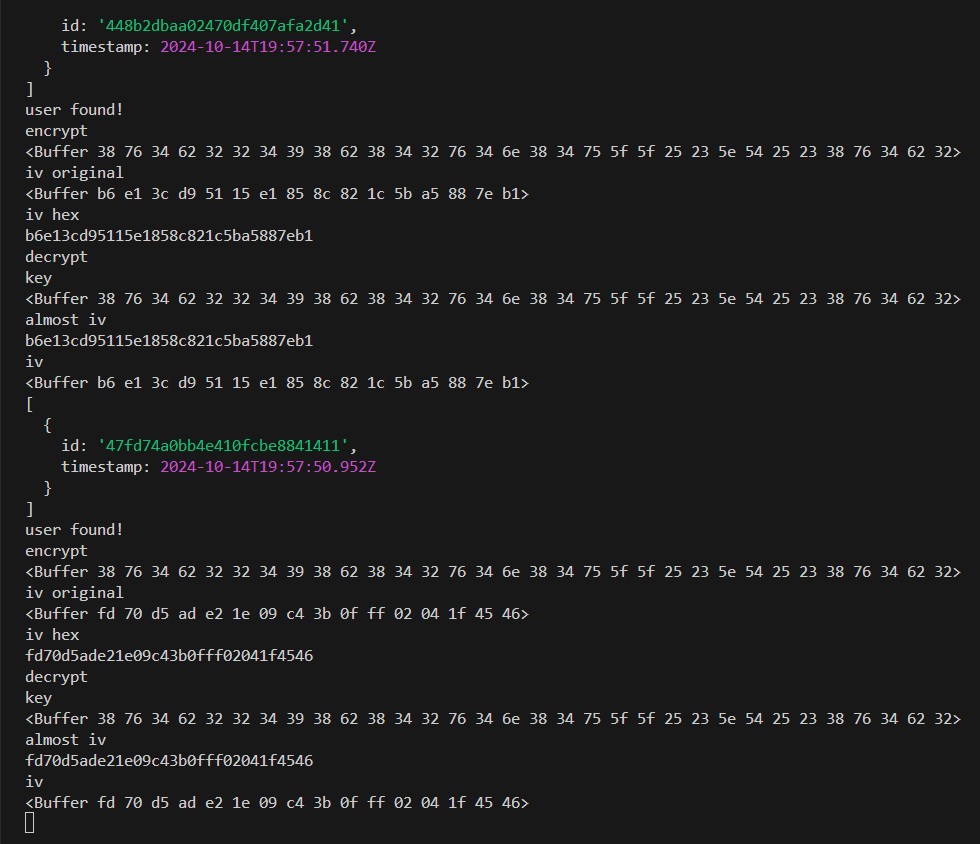 id: '448b2dbaa02470df407afa2d41',
timestamp: 2024-10-14T19:57:51.740Z
}
]
user found!
encrypt
<Buffer 38 76 34 62 32 32 34 39 38 62 38 34 32 76 34 6e 38 34 75 5f 5f 25 23 5e 54 25 23 38 76 34 62 32>
iv original
<Buffer b6 e1 3c d9 51 15 e1 85 8c 82 1c 5b a5 88 7e b1>
iv hex
b6e13cd95115e1858c821c5ba5887eb1
decrypt
key
<Buffer 38 76 34 62 32 32 34 39 38 62 38 34 32 76 34 6e 38 34 75 5f 5f 25 23 5e 54 25 23 38 76 34 62 32>
almost iv
b6e13cd95115e1858c821c5ba5887eb1
iv
<Buffer b6 e1 3c d9 51 15 e1 85 8c 82 1c 5b a5 88 7e b1>
[
{
id: '47fd74a0bb4e410fcbe8841411',
timestamp: 2024-10-14T19:57:50.952Z
}
]
user found!
encrypt
<Buffer 38 76 34 62 32 32 34 39 38 62 38 34 32 76 34 6e 38 34 75 5f 5f 25 23 5e 54 25 23 38 76 34 62 32>
iv original
<Buffer fd 70 d5 ad e2 1e 09 c4 3b 0f ff 02 04 1f 45 46>
iv hex
fd70d5ade21e09c43b0fff02041f4546
decrypt
key
<Buffer 38 76 34 62 32 32 34 39 38 62 38 34 32 76 34 6e 38 34 75 5f 5f 25 23 5e 54 25 23 38 76 34 62 32>
almost iv
fd70d5ade21e09c43b0fff02041f4546
iv
<Buffer fd 70 d5 ad e2 1e 09 c4 3b 0f ff 02 04 1f 45 46>